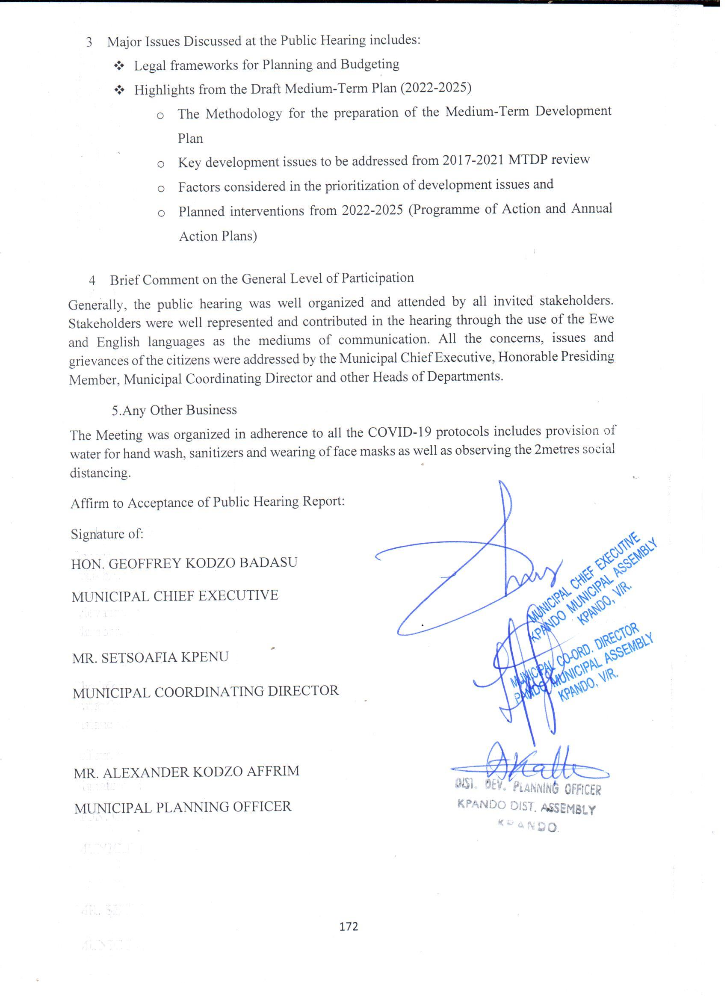 3 Major Issues Discussed at the Public Hearing includes:
❖ Legal frameworks for Planning and Budgeting
❖ Highlights from the Draft Medium-Term Plan (2022-2025)
o The Methodology for the preparation of the Medium-Term Development
Plan
o Key development issues to be addressed from 2017-2021 MTDP review
o Factors considered in the prioritization of development issues and
o Planned interventions from 2022-2025 (Programme of Action and Annual
Action Plans)
4 Brief Comment on the General Level of Participation
Generally, the public hearing was well organized and attended by all invited stakeholders.
Stakeholders were well represented and contributed in the hearing through the use of the Ewe
and English languages as the mediums of communication. All the concerns, issues and
grievances of the citizens were addressed by the Municipal Chief Executive, Honorable Presiding
Member, Municipal Coordinating Director and other Heads of Departments.
5.Any Other Business
The Meeting was organized in adherence to all the COVID-19 protocols includes provision of
water for hand wash, sanitizers and wearing of face masks as well as observing the 2metres social
distancing.
Affirm to Acceptance of Public Hearing Report:
Signature of:
HON. GEOFFREY KODZO BADASU
MUNICIPAL CHIEF EXECUTIVE
MUNICIPAL CHIEF EXECUTIVE
KPANDO MUNICIPAL ASSEMBLY
KPANDO, V/R.
MR. SETSOAFIA KPENU
MUNICIPAL COORDINATING DIRECTOR
MUNICIPAL CO-ORD. DIRECTOR
PANDO MUNICIPAL ASSEMBLY
KPANDO, V/R.
MR. ALEXANDER KODZO AFFRIM
MUNICIPAL PLANNING OFFICER
DIST. DEV. PLANNING OFFICER
KPANDO DIST. ASSEMBLY
KPANDO.
172